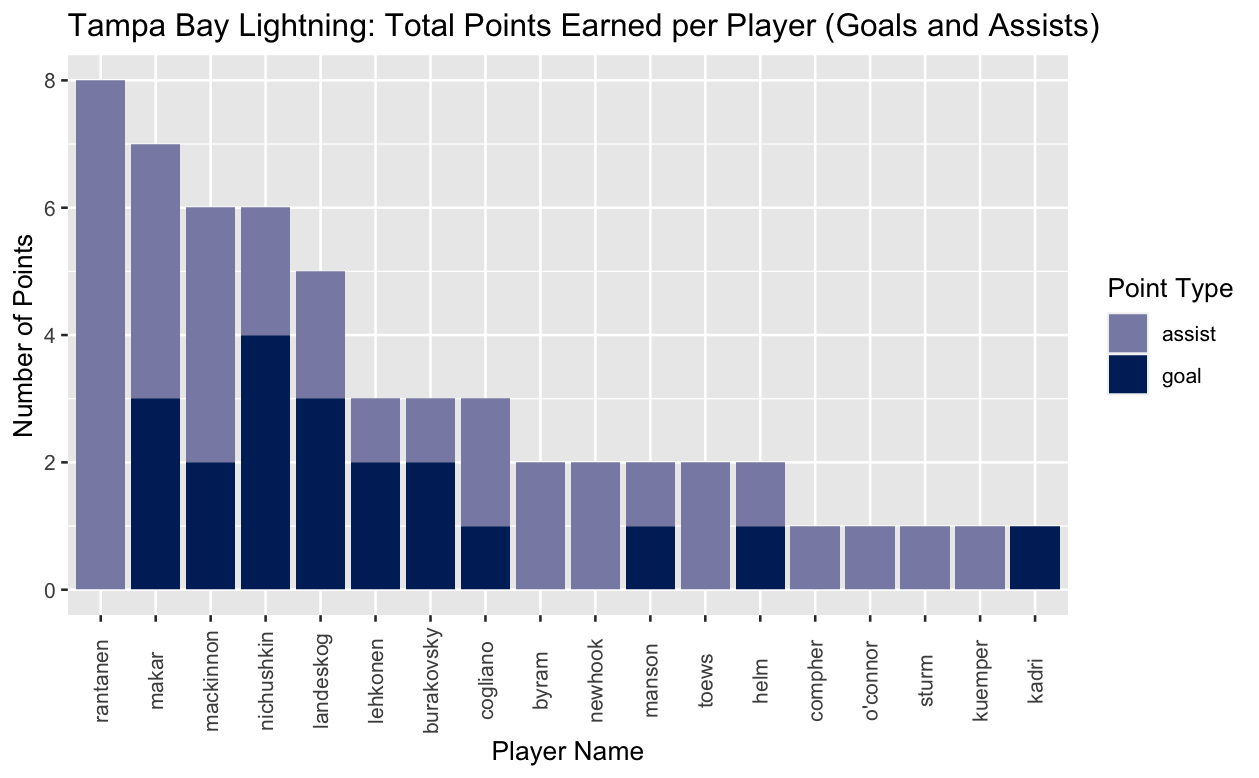 Tampa Bay Lightning: Total Points Earned per Player (Goals and Assists)
Number of Points
8
6
4
2
0
rantanen
makar
mackinnon
nichushkin
landeskog
lehkonen
burakovsky
cogliano
byram
newhook
manson
toews
helm
compher
o'connor
sturm
kuemper
kadri
Player Name
Point Type
assist
goal